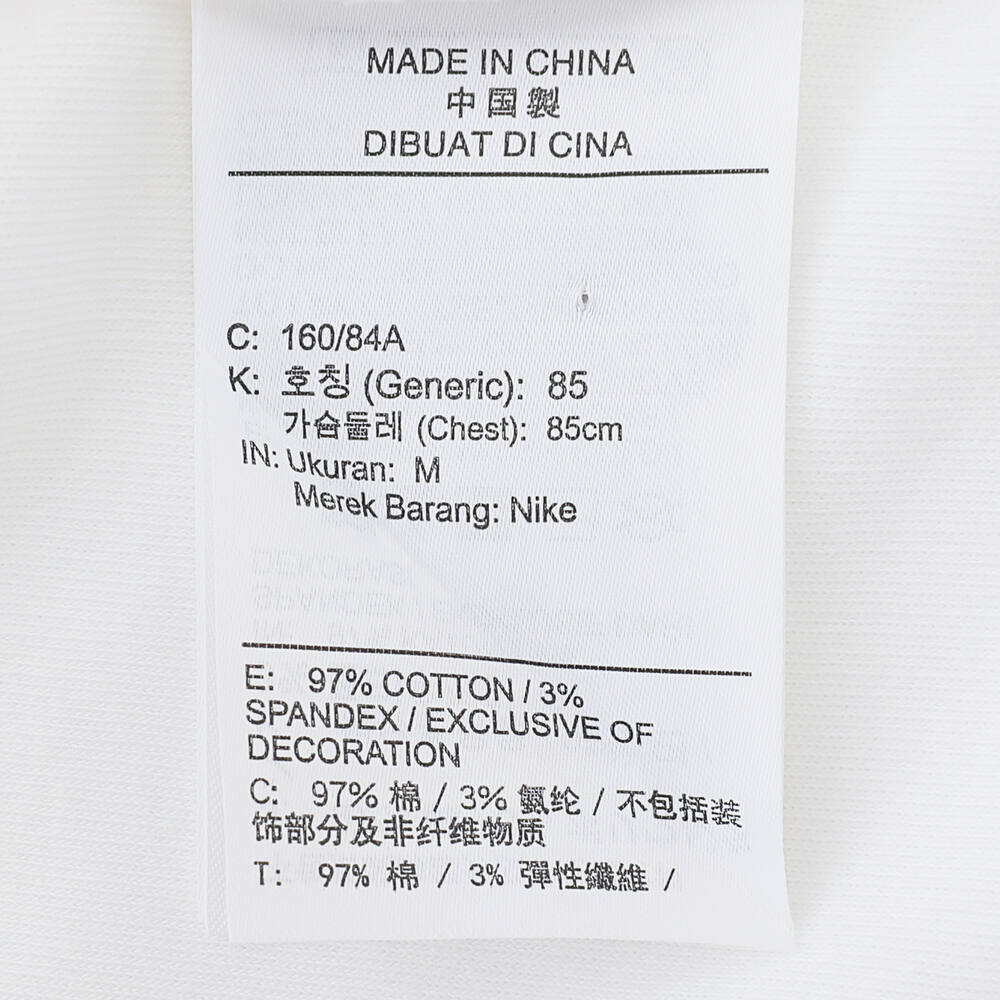 MADE IN CHINA
中国製
DIBUAT DI CINA
C: 160/84A
K: 호칭 (Generic): 85
가슴둘레 (Chest): 85cm
IN: Ukuran: M
Merek Barang: Nike
E: 97% COTTON / 3%
SPANDEX / EXCLUSIVE OF
DECORATION
C: 97% 棉 / 3% 氨纶 / 不包括装
饰部分及非纤维物质
T: 97% 棉 / 3% 彈性纖維 /